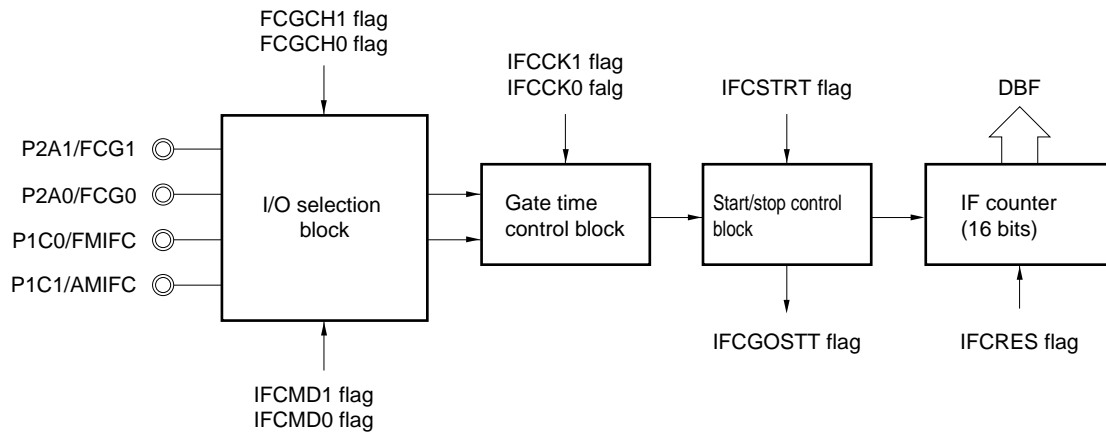 FCGCH1 flag
FCGCH0 flag
IFCCK1 flag
IFCCK0 falg
IFCSTRT flag
DBF
P2A1/FCG1
P2A0/FCG0
P1C0/FMIFC
P1C1/AMIFC
I/O selection
block
Gate time
control block
Start/stop control
block
IF counter
(16 bits)
IFCGOSTT flag
IFCRES flag
IFCMD1 flag
IFCMD0 flag